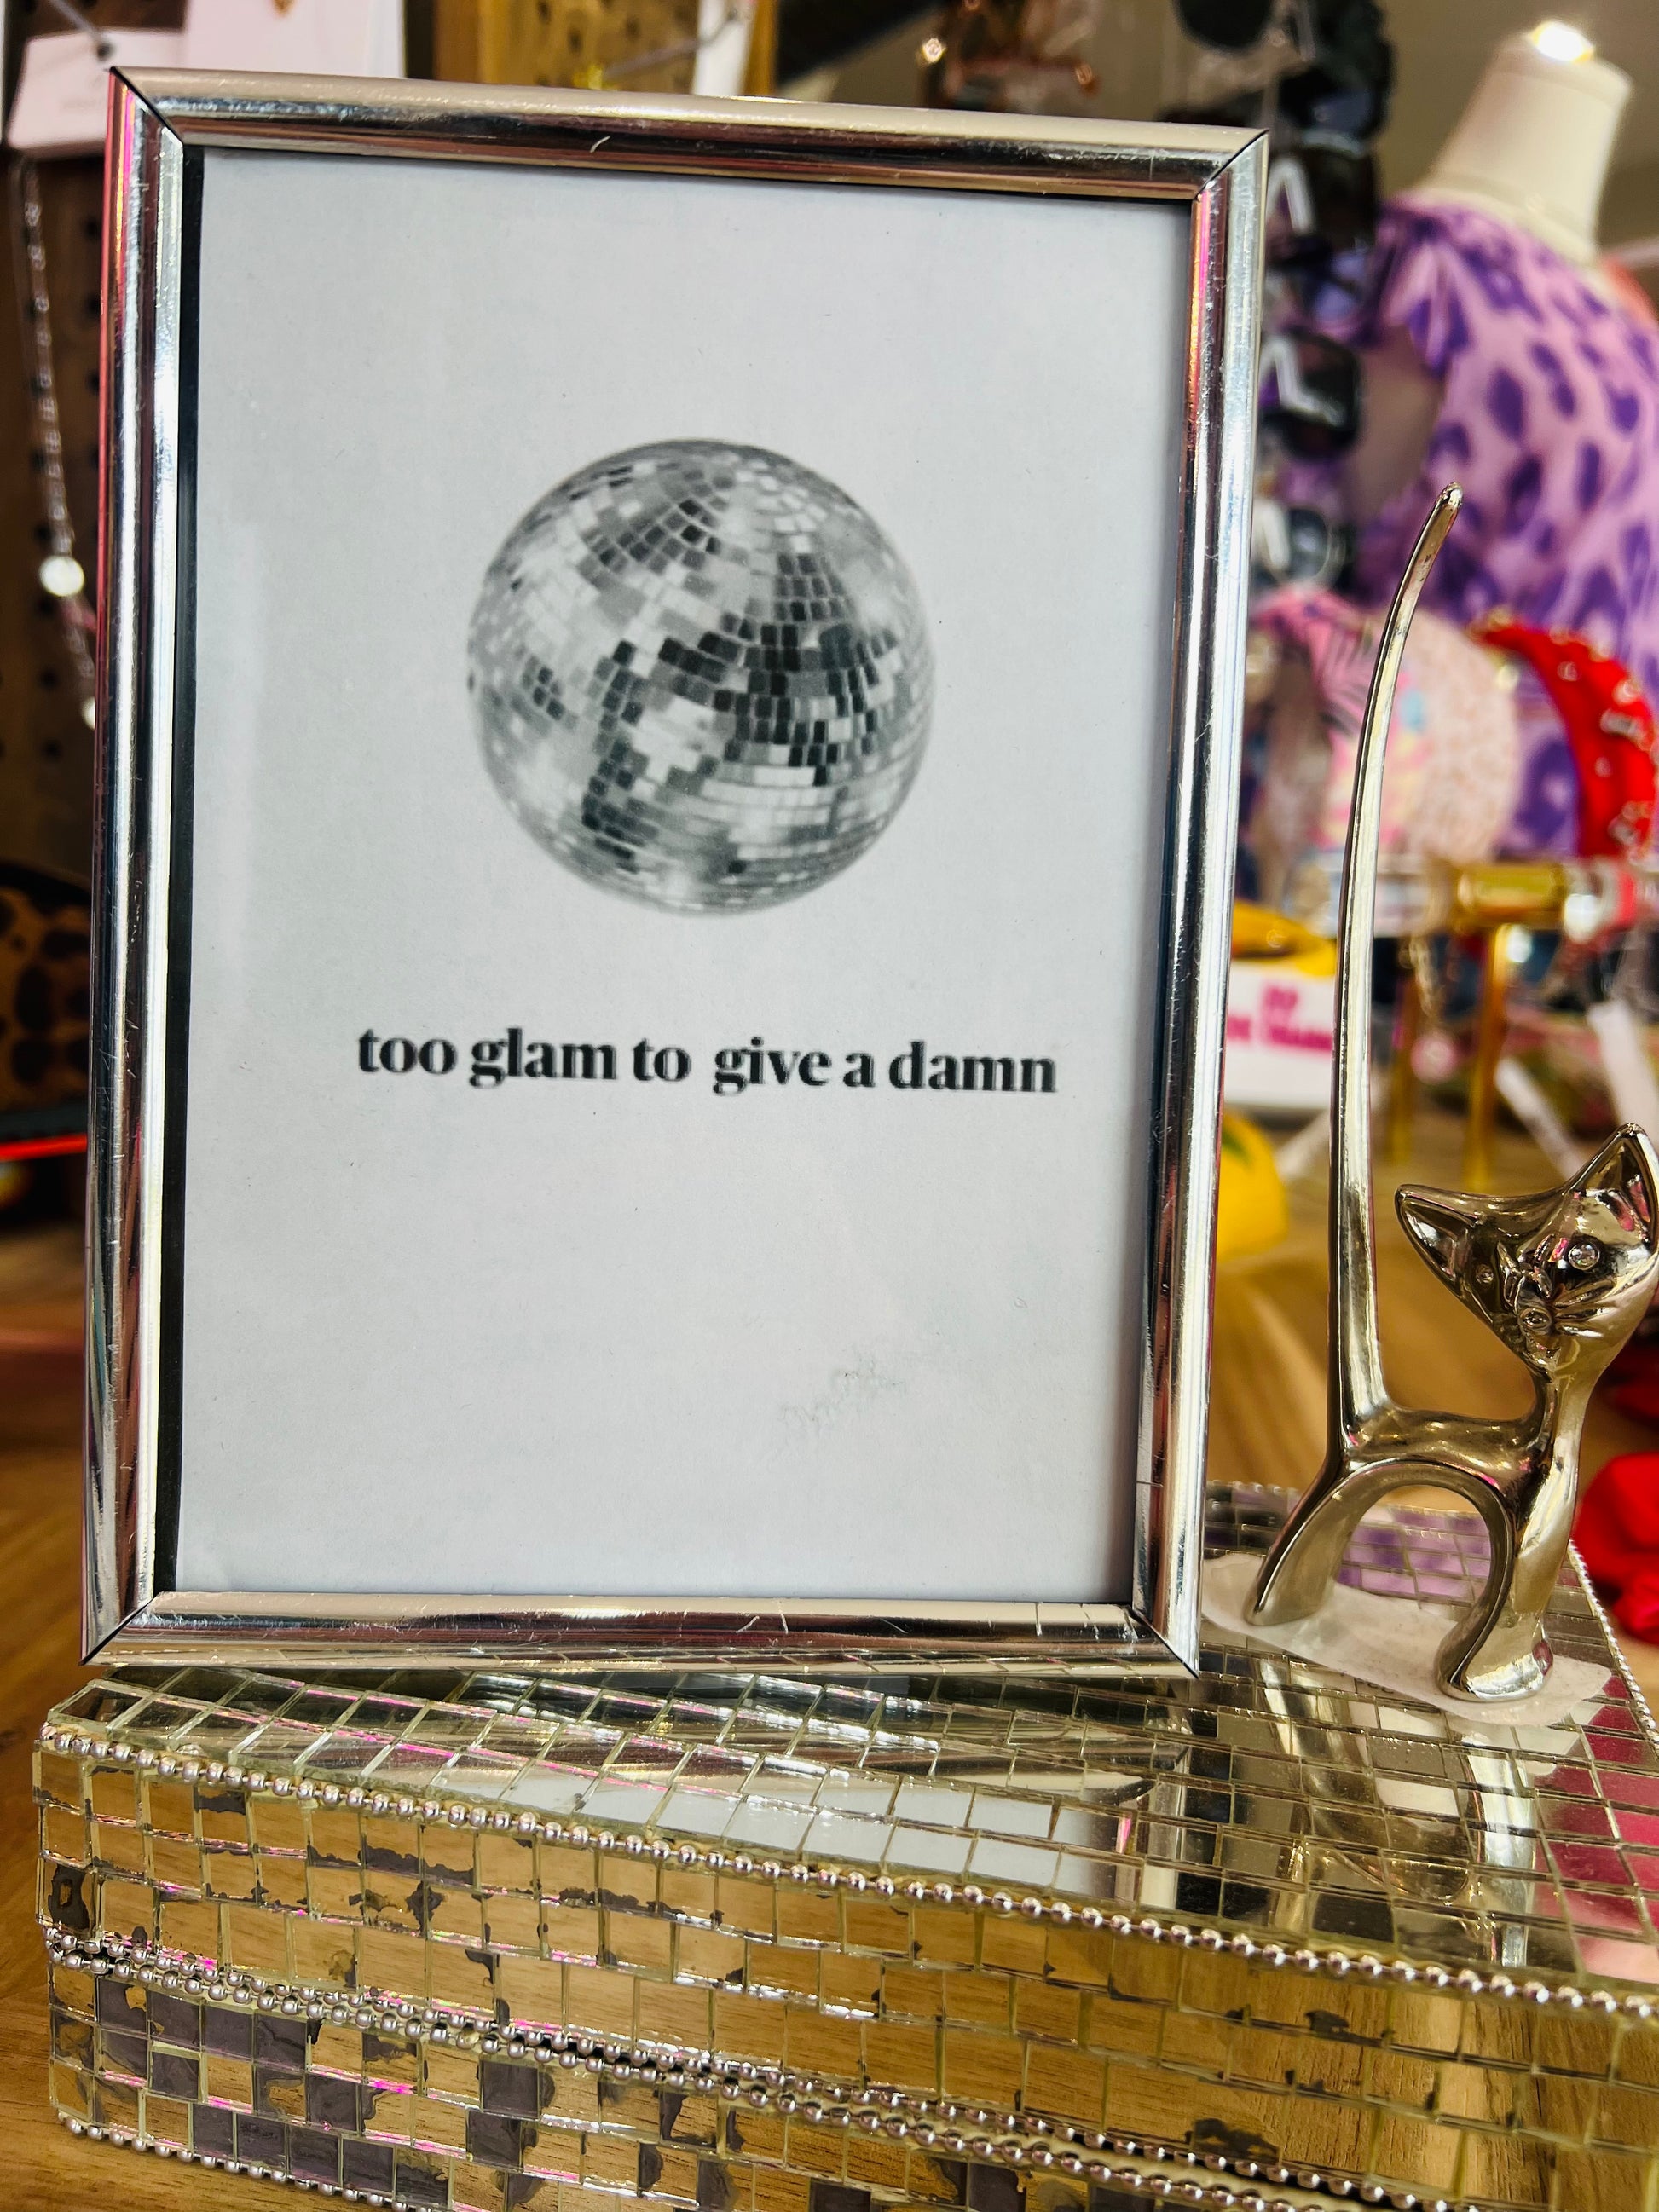 too glam to give a damn